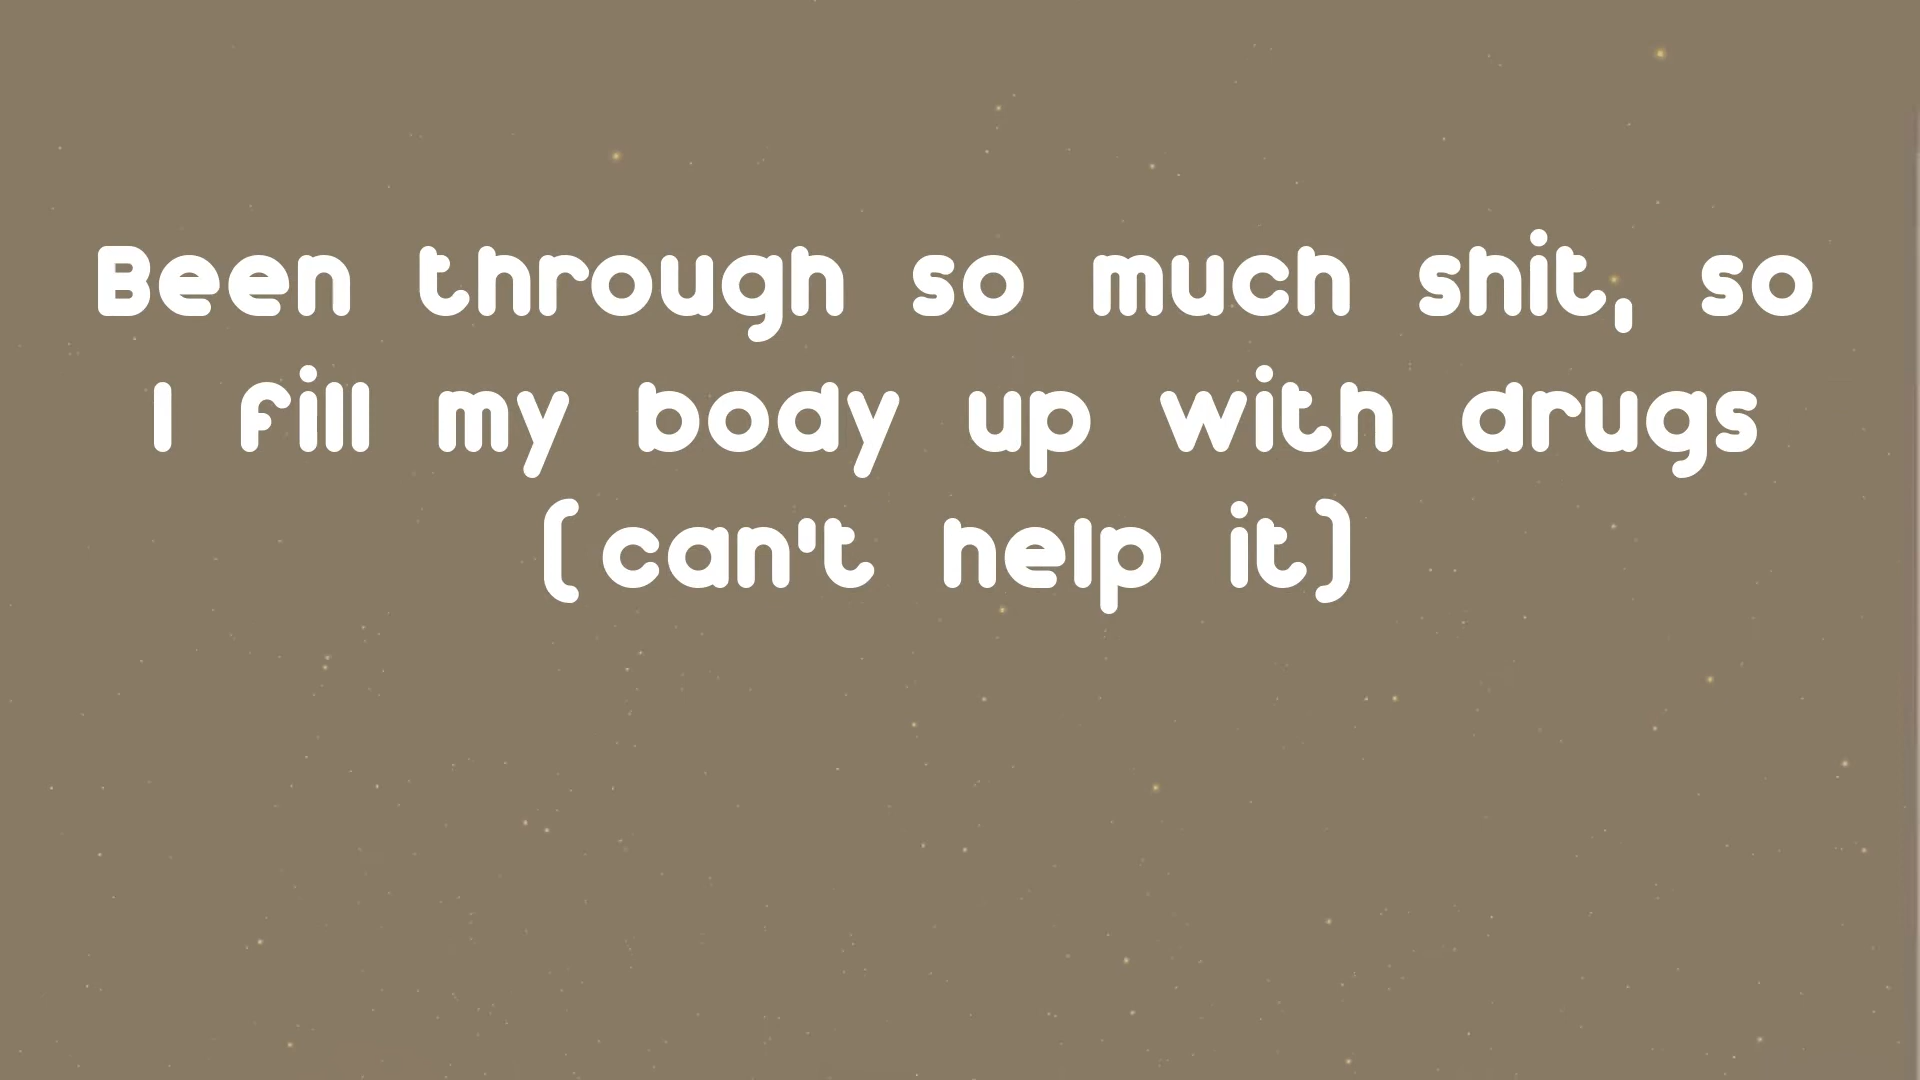 Been through so much shit, so
I fill my body up with drugs
(can't help it)